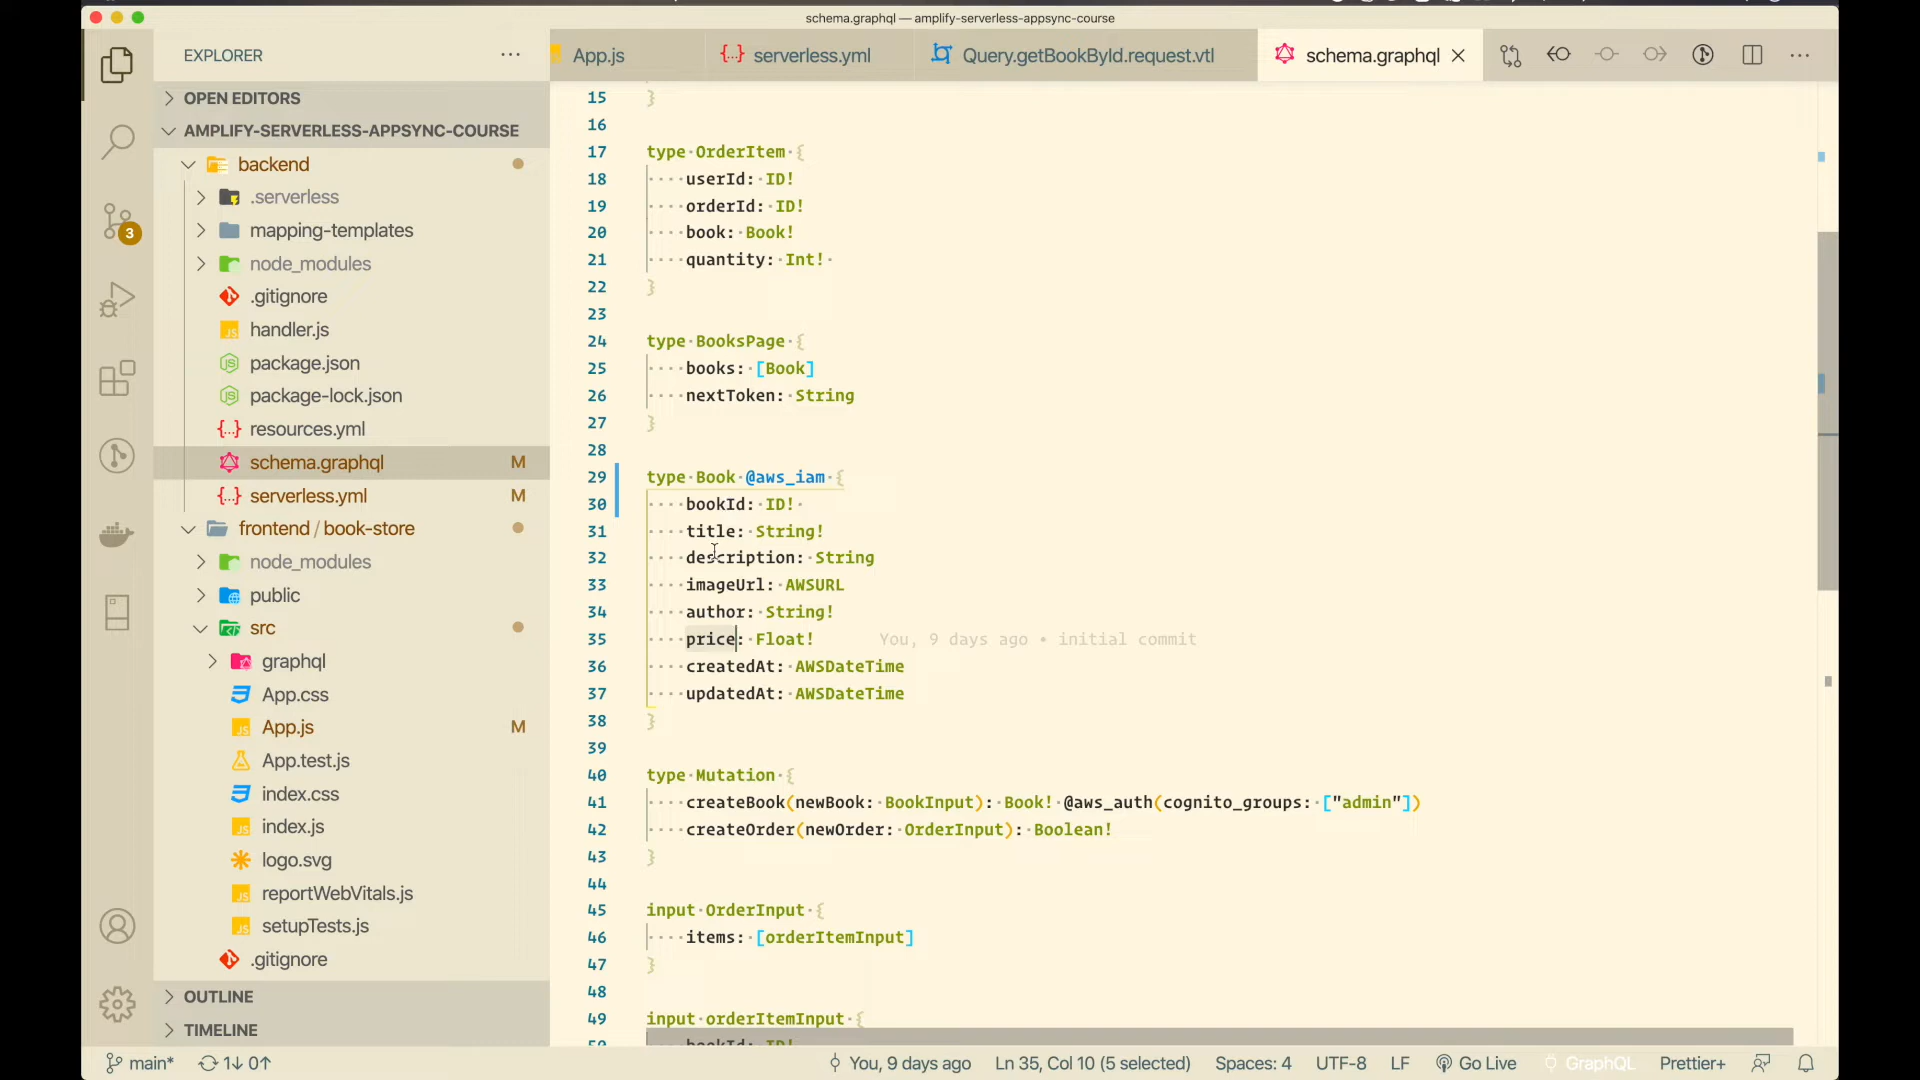 schema.graphql — amplify-serverless-appsync-course
EXPLORER
App.js
serverless.yml
Query.getBookById.request.vtl
schema.graphql
OPEN EDITORS
AMPLIFY-SERVERLESS-APPSYNC-COURSE
backend
.serverless
mapping-templates
node_modules
.gitignore
handler.js
package.json
package-lock.json
resources.yml
schema.graphql M
serverless.yml M
frontend / book-store
node_modules
public
src
graphql
App.css
App.js M
App.test.js
index.css
index.js
logo.svg
reportWebVitals.js
setupTests.js
.gitignore
OUTLINE
TIMELINE
3
15 }
16
17 type OrderItem {
18 userId: ID!
19 orderId: ID!
20 book: Book!
21 quantity: Int!
22 }
23
24 type BooksPage {
25 books: [Book]
26 nextToken: String
27 }
28
29 type Book @aws_iam {
30 bookId: ID!
31 title: String!
32 description: String
33 imageUrl: AWSURL
34 author: String!
35 price: Float! You, 9 days ago • initial commit
36 createdAt: AWSDateTime
37 updatedAt: AWSDateTime
38 }
39
40 type Mutation {
41 createBook(newBook: BookInput): Book! @aws_auth(cognito_groups: ["admin"])
42 createOrder(newOrder: OrderInput): Boolean!
43 }
44
45 input OrderInput {
46 items: [orderItemInput]
47 }
48
49 input orderItemInput {
50 bookId: ID!
main* 1↓ 0↑ You, 9 days ago Ln 35, Col 10 (5 selected) Spaces: 4 UTF-8 LF Go Live GraphQL Prettier+